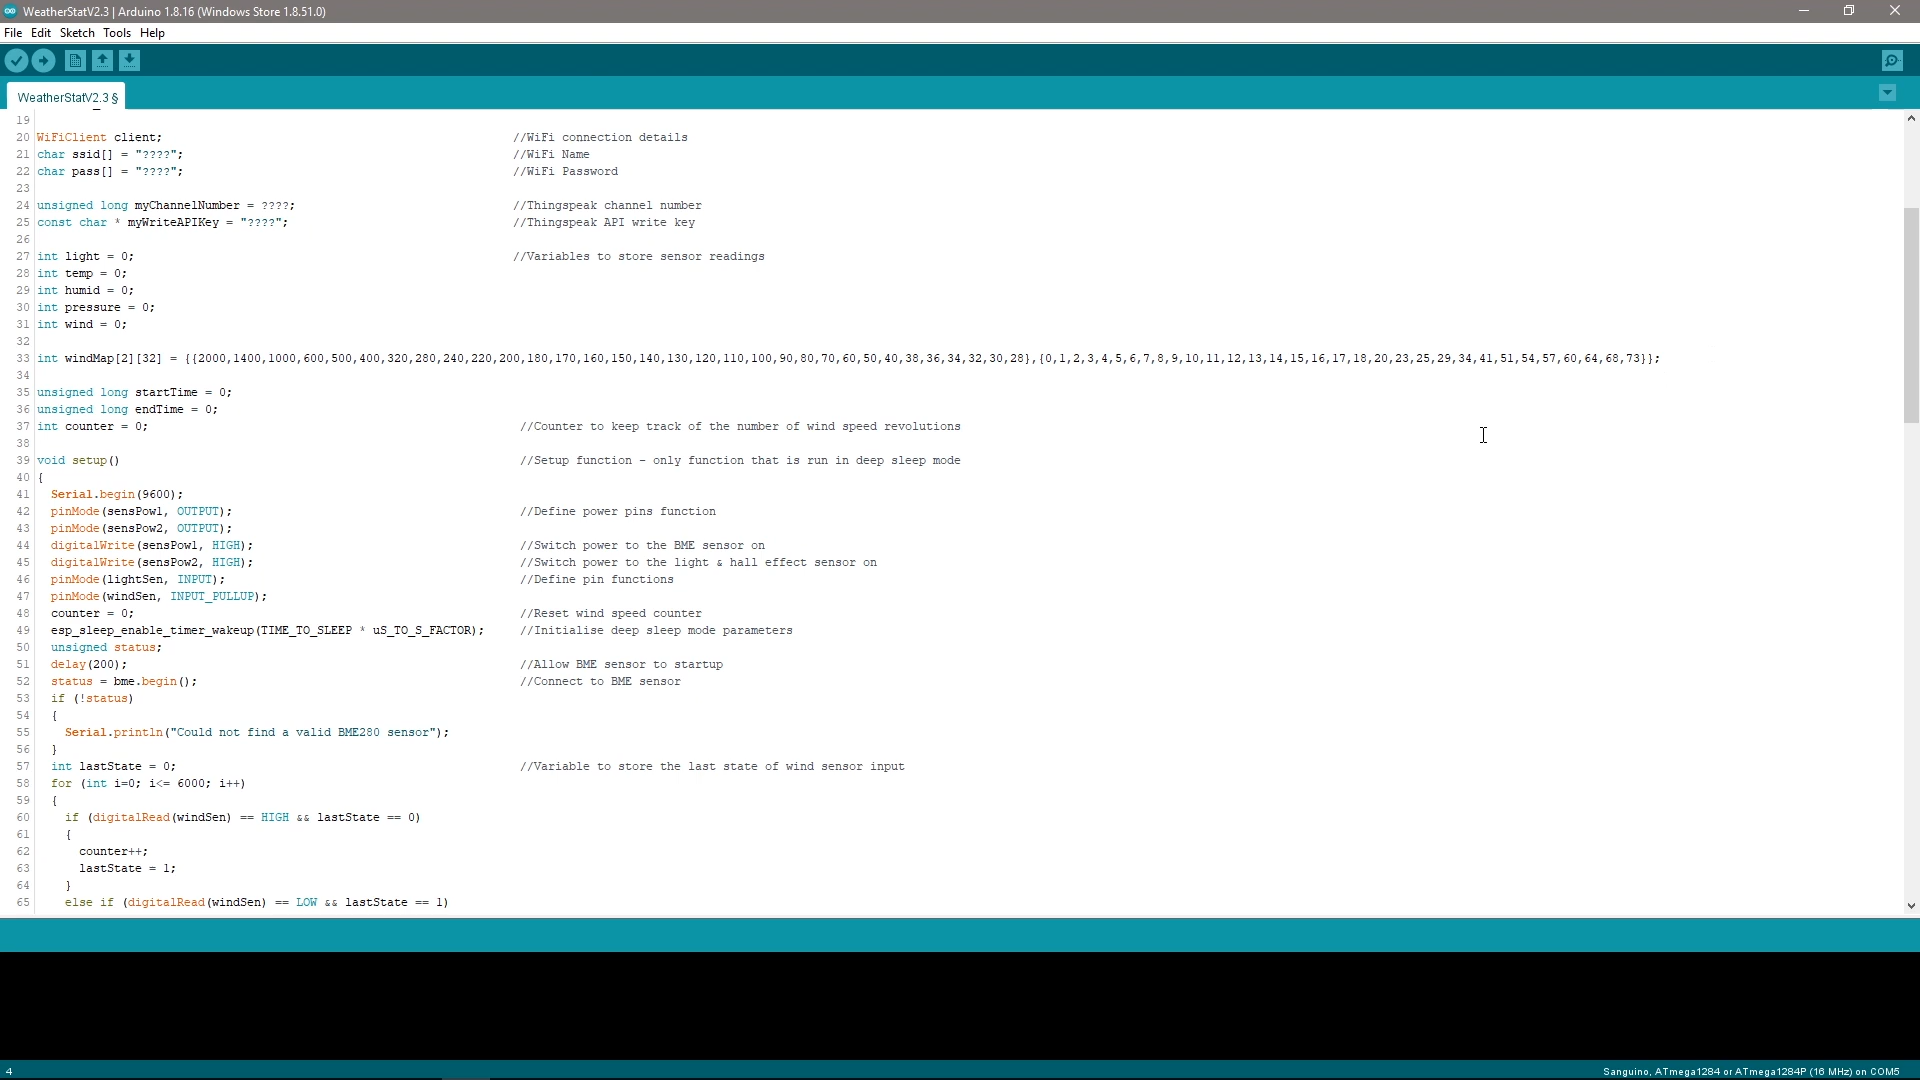 WeatherStatV2.3 | Arduino 1.8.16 (Windows Store 1.8.51.0)
File Edit Sketch Tools Help
WeatherStatV2.3 §
19
20 WiFiClient client; //WiFi connection details
21 char ssid[] = "????"; //WiFi Name
22 char pass[] = "????"; //WiFi Password
23
24 unsigned long myChannelNumber = ????; //Thingspeak channel number
25 const char * myWriteAPIKey = "????"; //Thingspeak API write key
26
27 int light = 0; //Variables to store sensor readings
28 int temp = 0;
29 int humid = 0;
30 int pressure = 0;
31 int wind = 0;
32
33 int windMap[2][32] = {{2000,1400,1000,600,500,400,320,280,240,220,200,180,170,160,150,140,130,120,110,100,90,80,70,60,50,40,38,36,34,32,30,28},{0,1,2,3,4,5,6,7,8,9,10,11,12,13,14,15,16,17,18,20,23,25,29,34,41,51,54,57,60,64,68,73}};
34
35 unsigned long startTime = 0;
36 unsigned long endTime = 0;
37 int counter = 0; //Counter to keep track of the number of wind speed revolutions
38
39 void setup() //Setup function - only function that is run in deep sleep mode
40 {
41 Serial.begin(9600);
42 pinMode(sensPow1, OUTPUT); //Define power pins function
43 pinMode(sensPow2, OUTPUT);
44 digitalWrite(sensPow1, HIGH); //Switch power to the BME sensor on
45 digitalWrite(sensPow2, HIGH); //Switch power to the light & hall effect sensor on
46 pinMode(lightSen, INPUT); //Define pin functions
47 pinMode(windSen, INPUT_PULLUP);
48 counter = 0; //Reset wind speed counter
49 esp_sleep_enable_timer_wakeup(TIME_TO_SLEEP * uS_TO_S_FACTOR); //Initialise deep sleep mode parameters
50 unsigned status;
51 delay(200); //Allow BME sensor to startup
52 status = bme.begin(); //Connect to BME sensor
53 if (!status)
54 {
55 Serial.println("Could not find a valid BME280 sensor");
56 }
57 int lastState = 0; //Variable to store the last state of wind sensor input
58 for (int i=0; i<= 6000; i++)
59 {
60 if (digitalRead(windSen) == HIGH && lastState == 0)
61 {
62 counter++;
63 lastState = 1;
64 }
65 else if (digitalRead(windSen) == LOW && lastState == 1)
4 Sanguino, ATmega1284 or ATmega1284P (16 MHz) on COM5